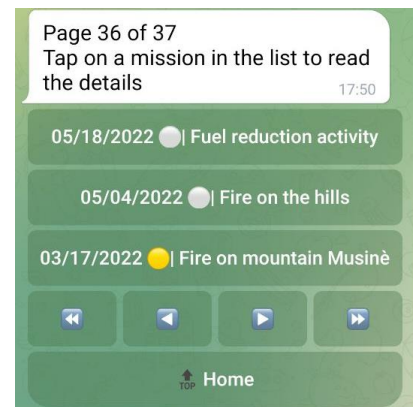 Page 36 of 37
Tap on a mission in the list to read
the details
17:50
05/18/2022 ⚪| Fuel reduction activity
05/04/2022 ⚪| Fire on the hills
03/17/2022 🟡| Fire on mountain Musinè
⏪ ◀️ ▶️ ⏩
🔝 Home